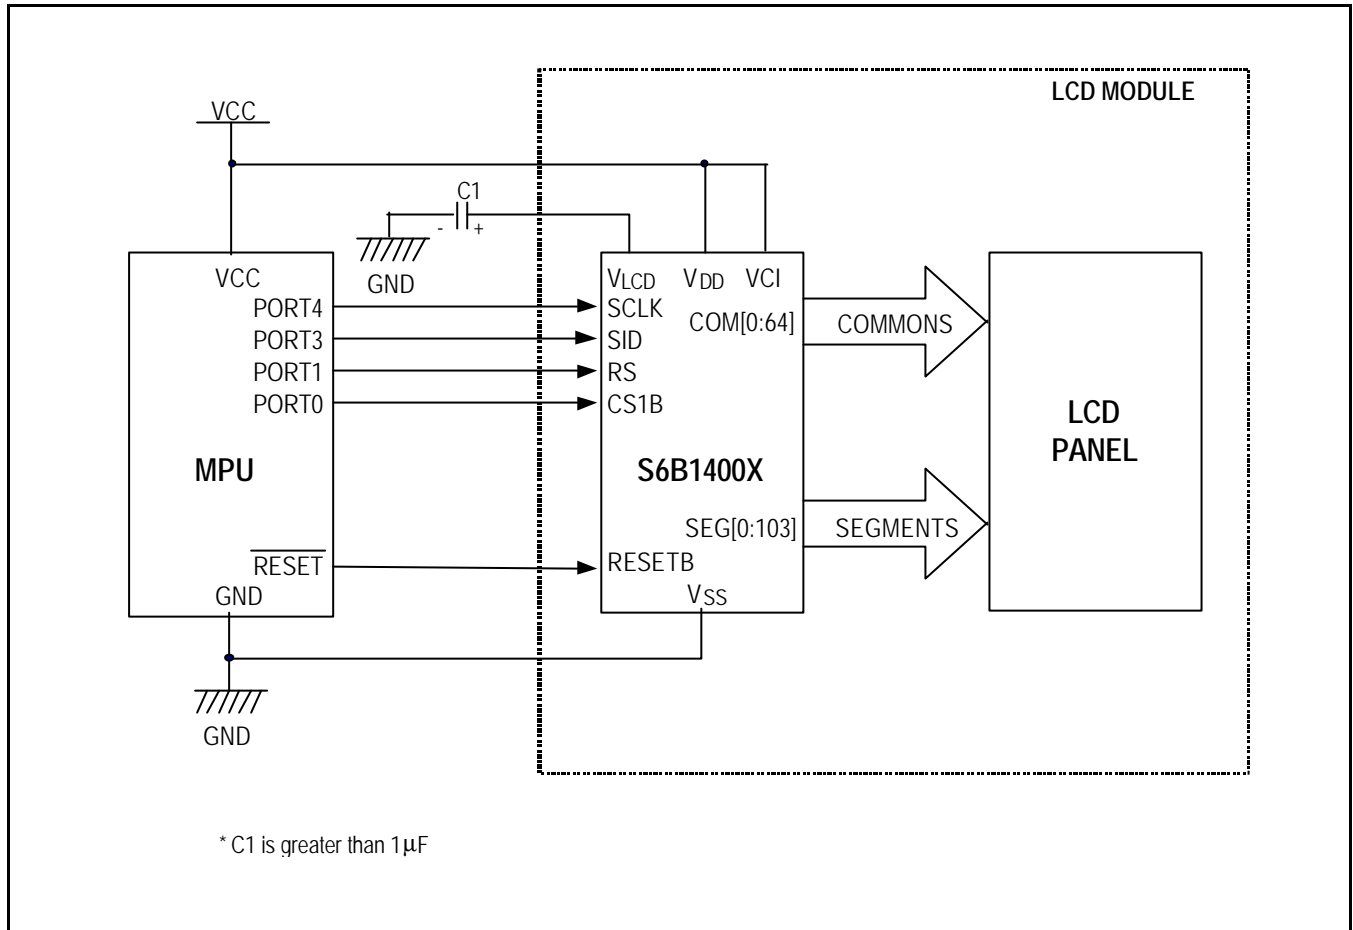 LCD MODULE
VCC
C1
- +
GND
VCC
VLCD VDD VCI
PORT4
SCLK
COM[0:64]
COMMONS
PORT3
SID
PORT1
RS
PORT0
CS1B
LCD
PANEL
MPU
S6B1400X
SEG[0:103]
SEGMENTS
RESET
RESETB
GND
VSS
GND
* C1 is greater than 1µF